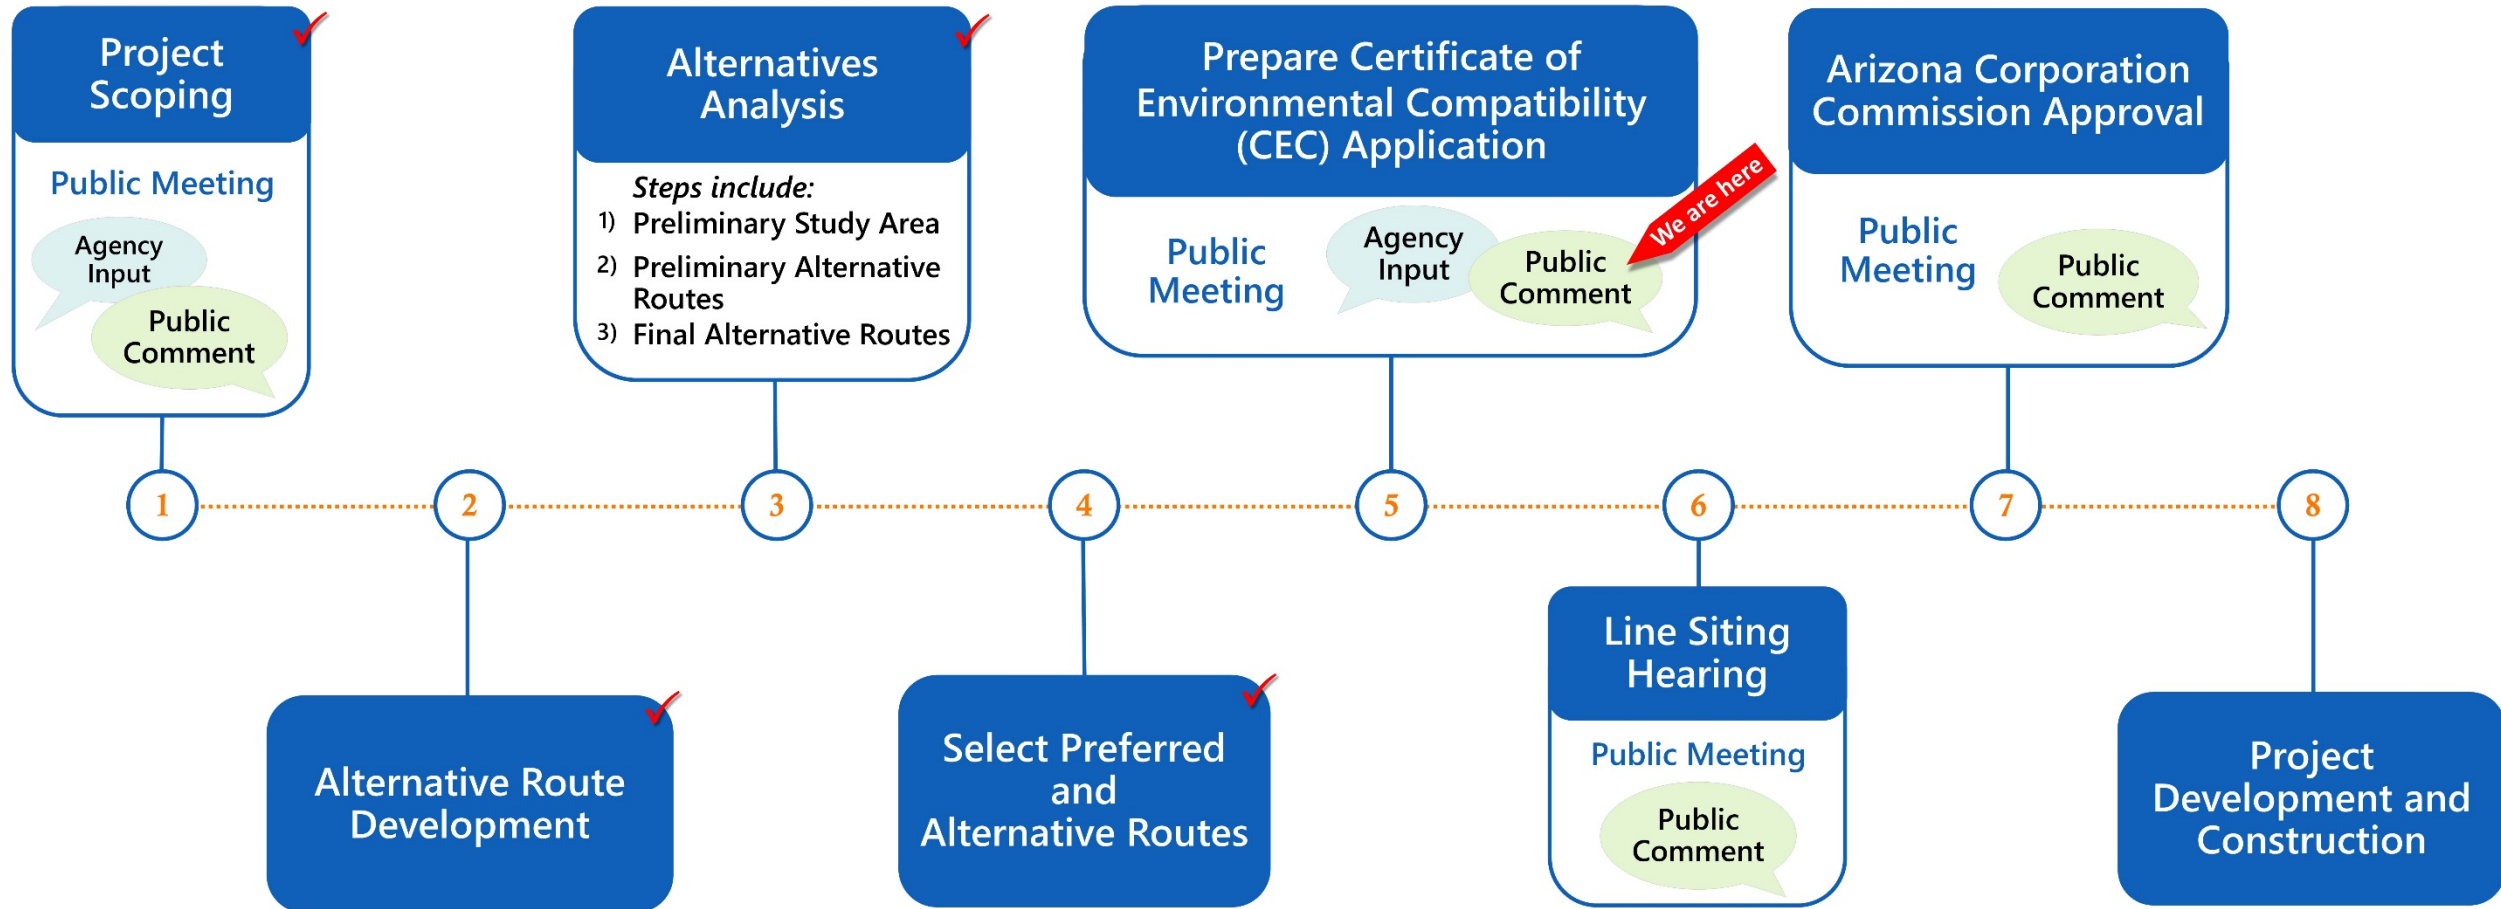 Project
Scoping
Public Meeting
Agency
Input
Public
Comment
Alternatives
Analysis
Steps include:
1) Preliminary Study Area
2) Preliminary Alternative
Routes
3) Final Alternative Routes
Prepare Certificate of
Environmental Compatibility
(CEC) Application
Public
Meeting
Agency
Input
Public
Comment
We are here
Arizona Corporation
Commission Approval
Public
Meeting
Public
Comment
1
2
3
4
5
6
7
8
Alternative Route
Development
Select Preferred
and
Alternative Routes
Line Siting
Hearing
Public Meeting
Public
Comment
Project
Development and
Construction